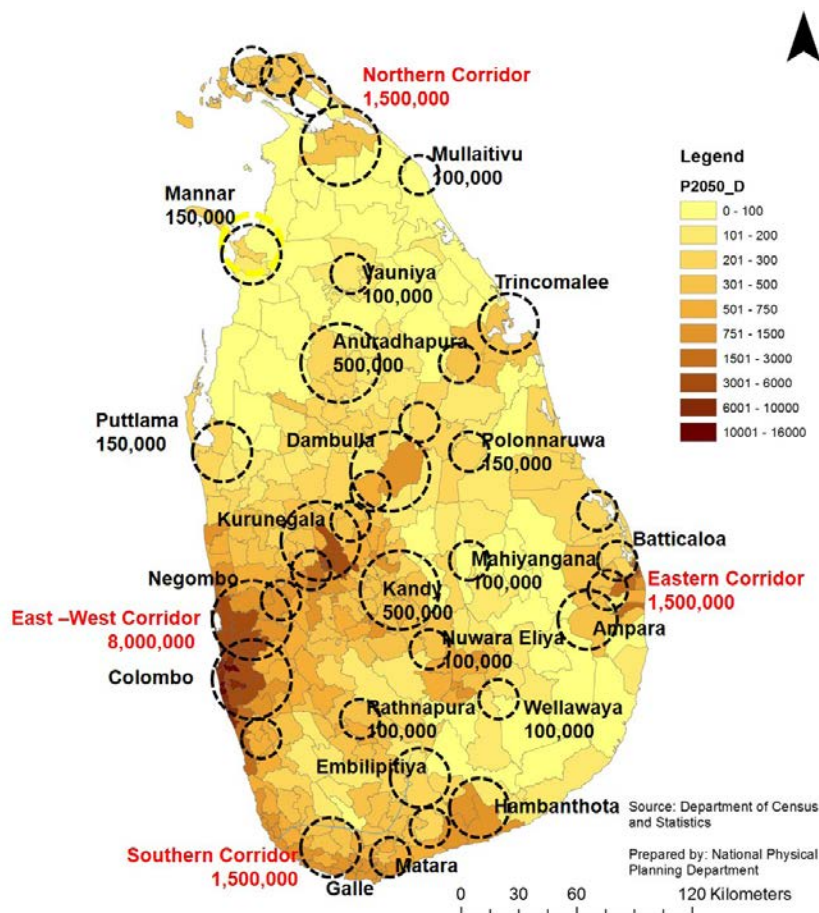 Northern Corridor
1,500,000
Mullaitivu
100,000
Mannar
150,000
Vauniya
100,000
Trincomalee
Anuradhapura
500,000
Puttlama
150,000
Dambulla
Polonnaruwa
150,000
Kurunegala
Batticaloa
Negombo
Mahiyangana
100,000
Eastern Corridor
1,500,000
Kandy
500,000
East –West Corridor
8,000,000
Ampara
Nuwara Eliya
100,000
Colombo
Rathnapura
100,000
Wellawaya
100,000
Embilipitiya
Hambanthota
Southern Corridor
1,500,000
Matara
Galle
Legend
P2050_D
0 - 100
101 - 200
201 - 300
301 - 500
501 - 750
751 - 1500
1501 - 3000
3001 - 6000
6001 - 10000
10001 - 16000
Source: Department of Census
and Statistics
Prepared by: National Physical
Planning Department
0 30 60 120 Kilometers